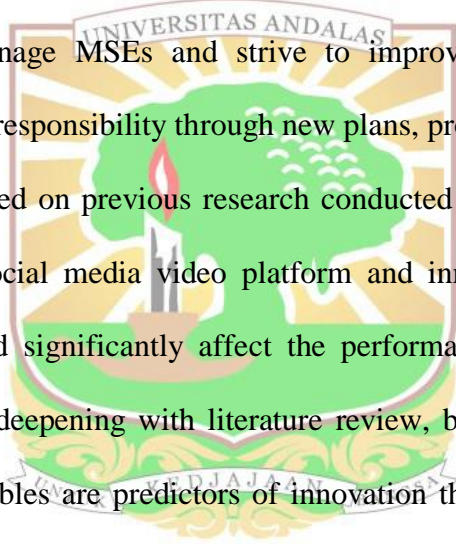 UNIVERSITAS ANDALAS
nage MSEs and strive to improv
responsibility through new plans, pr
ed on previous research conducted
ocial media video platform and in
d significantly affect the performa
deepening with literature review, b
bles are predictors of innovation th
UNTUK KEDJAJAAN BANGSA